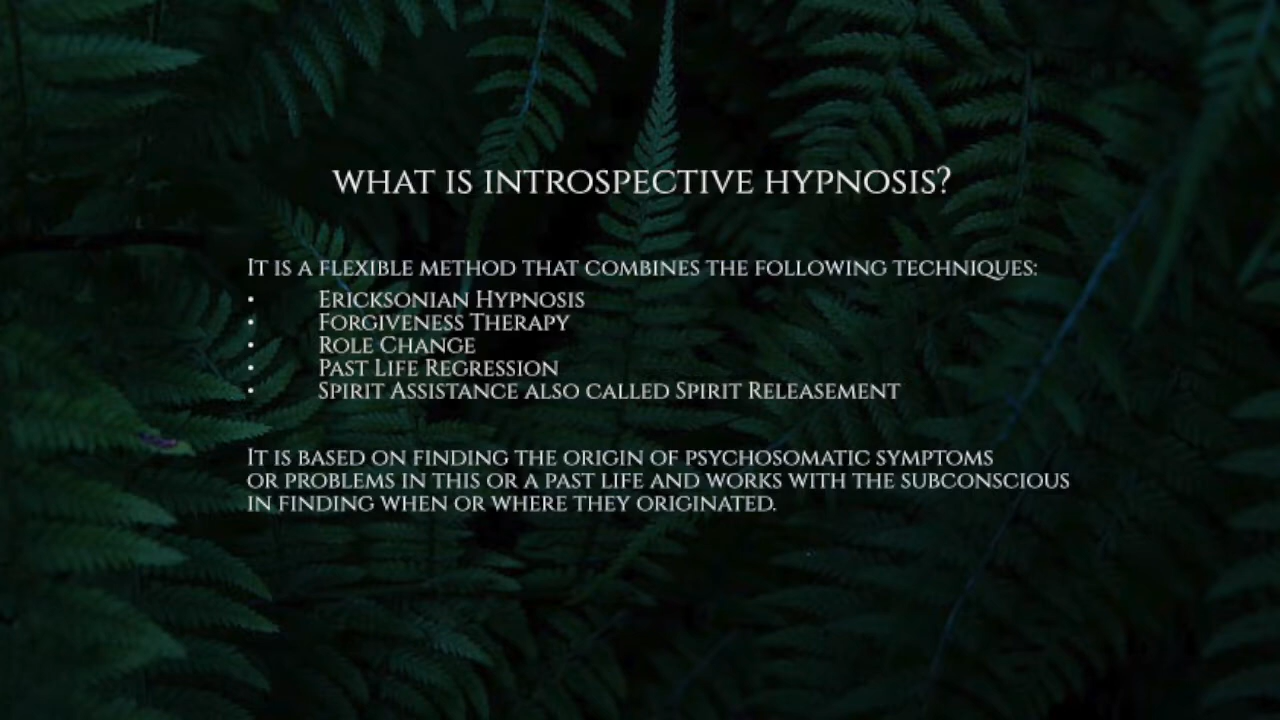 WHAT IS INTROSPECTIVE HYPNOSIS?
IT IS A FLEXIBLE METHOD THAT COMBINES THE FOLLOWING TECHNIQUES:
• ERICKSONIAN HYPNOSIS
• FORGIVENESS THERAPY
• ROLE CHANGE
• PAST LIFE REGRESSION
• SPIRIT ASSISTANCE ALSO CALLED SPIRIT RELEASEMENT
IT IS BASED ON FINDING THE ORIGIN OF PSYCHOSOMATIC SYMPTOMS
OR PROBLEMS IN THIS OR A PAST LIFE AND WORKS WITH THE SUBCONSCIOUS
IN FINDING WHEN OR WHERE THEY ORIGINATED.